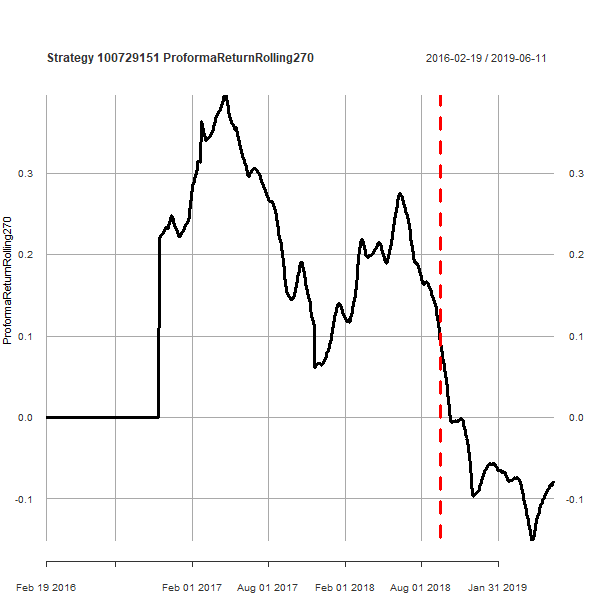 Strategy 100729151 ProformaReturnRolling270
2016-02-19 / 2019-06-11
ProformaReturnRolling270
0.3 0.3
0.2 0.2
0.1 0.1
0.0 0.0
-0.1 -0.1
Feb 19 2016 Feb 01 2017 Aug 01 2017 Feb 01 2018 Aug 01 2018 Jan 31 2019